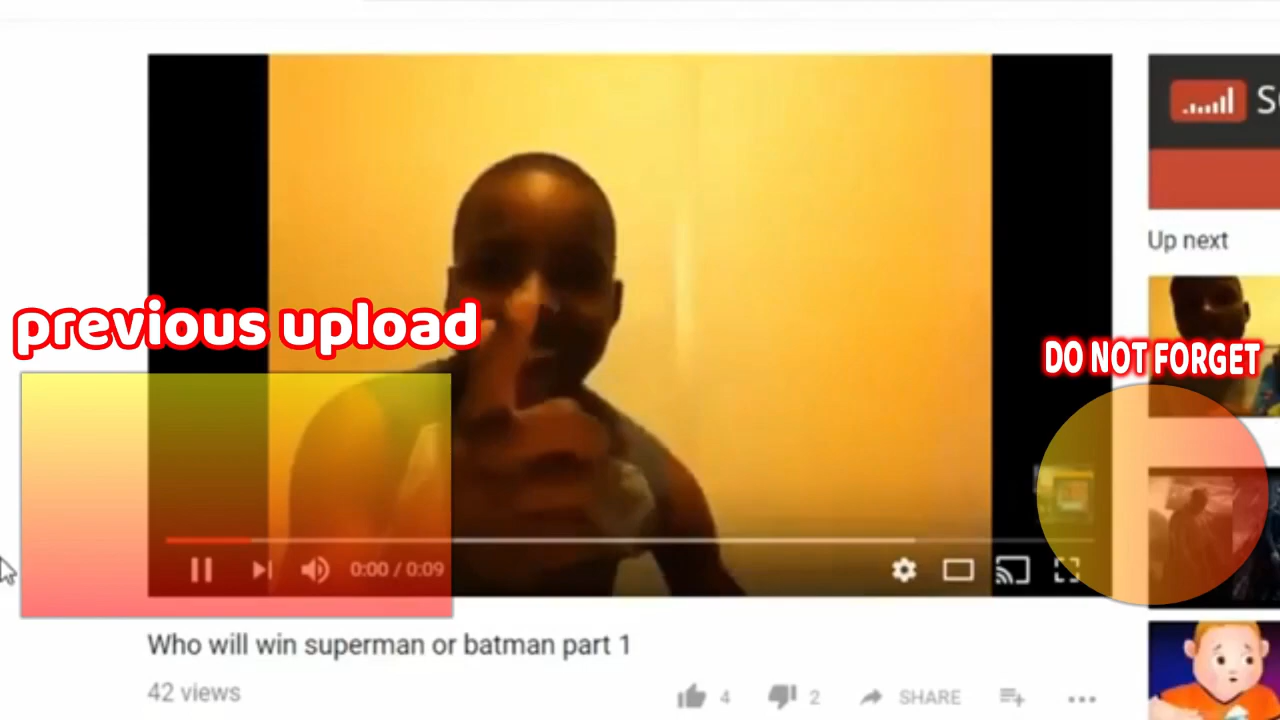 Up next
previous upload
DO NOT FORGET
0:00 / 0:09
Who will win superman or batman part 1
42 views
4
2
SHARE